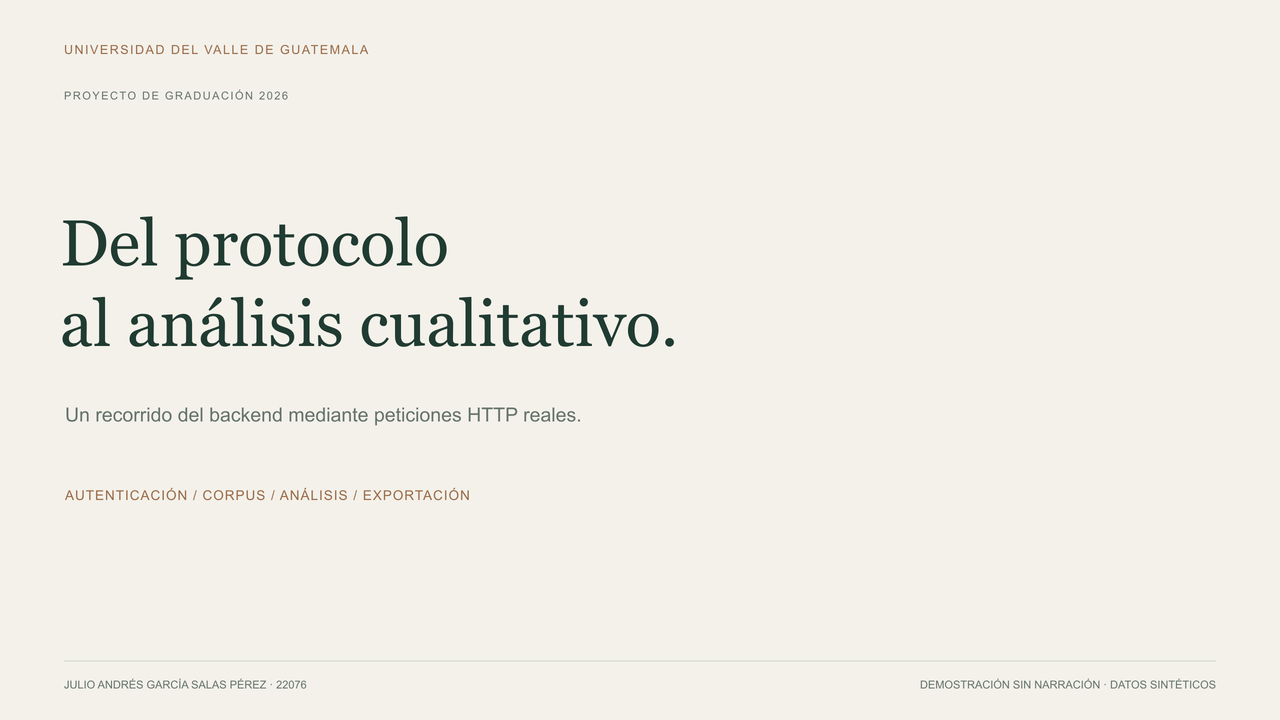 UNIVERSIDAD DEL VALLE DE GUATEMALA
PROYECTO DE GRADUACIÓN 2026
Del protocolo
al análisis cualitativo.
Un recorrido del backend mediante peticiones HTTP reales.
AUTENTICACIÓN / CORPUS / ANÁLISIS / EXPORTACIÓN
JULIO ANDRÉS GARCÍA SALAS PÉREZ · 22076
DEMOSTRACIÓN SIN NARRACIÓN · DATOS SINTÉTICOS